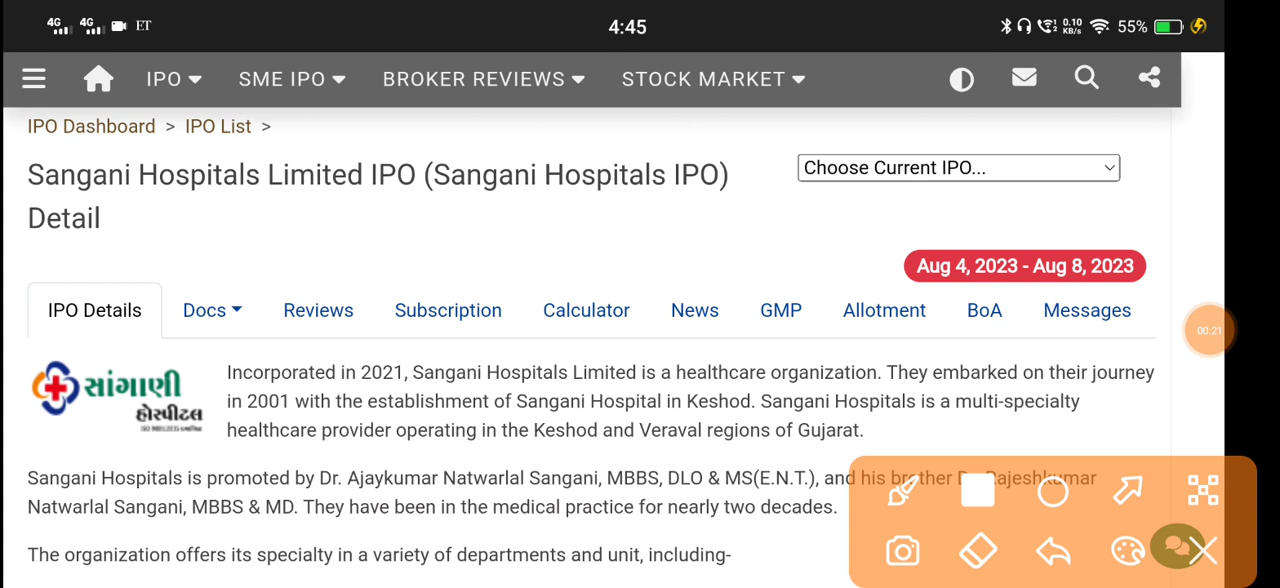 4G 4G ET 4:45 0.10 KB/s 55%
IPO SME IPO BROKER REVIEWS STOCK MARKET
IPO Dashboard > IPO List >
Sangani Hospitals Limited IPO (Sangani Hospitals IPO)
Detail
Choose Current IPO...
Aug 4, 2023 - Aug 8, 2023
IPO Details Docs Reviews Subscription Calculator News GMP Allotment BoA Messages
00:21
સાંગાણી
હોસ્પીટલ
Incorporated in 2021, Sangani Hospitals Limited is a healthcare organization. They embarked on their journey
in 2001 with the establishment of Sangani Hospital in Keshod. Sangani Hospitals is a multi-specialty
healthcare provider operating in the Keshod and Veraval regions of Gujarat.
Sangani Hospitals is promoted by Dr. Ajaykumar Natwarlal Sangani, MBBS, DLO & MS(E.N.T.), and his brother
Natwarlal Sangani, MBBS & MD. They have been in the medical practice for nearly two decades.
The organization offers its specialty in a variety of departments and unit, including-